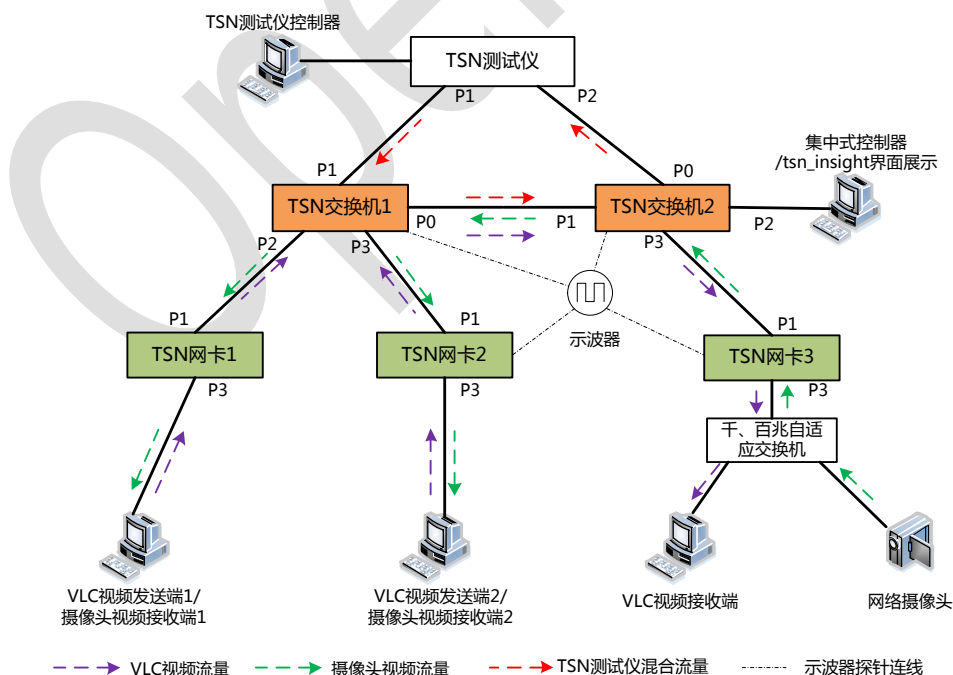 TSN测试仪控制器
TSN测试仪
P1
P2
集中式控制器
/tsn_insight界面展示
P1
P0
TSN交换机1
TSN交换机2
P0
P1
P2
P2
P3
P3
示波器
P1
P1
P1
TSN网卡1
TSN网卡2
TSN网卡3
P3
P3
P3
千、百兆自适
应交换机
VLC视频发送端1/
摄像头视频接收端1
VLC视频发送端2/
摄像头视频接收端2
VLC视频接收端
网络摄像头
VLC视频流量
摄像头视频流量
TSN测试仪混合流量
示波器探针连线
Ope